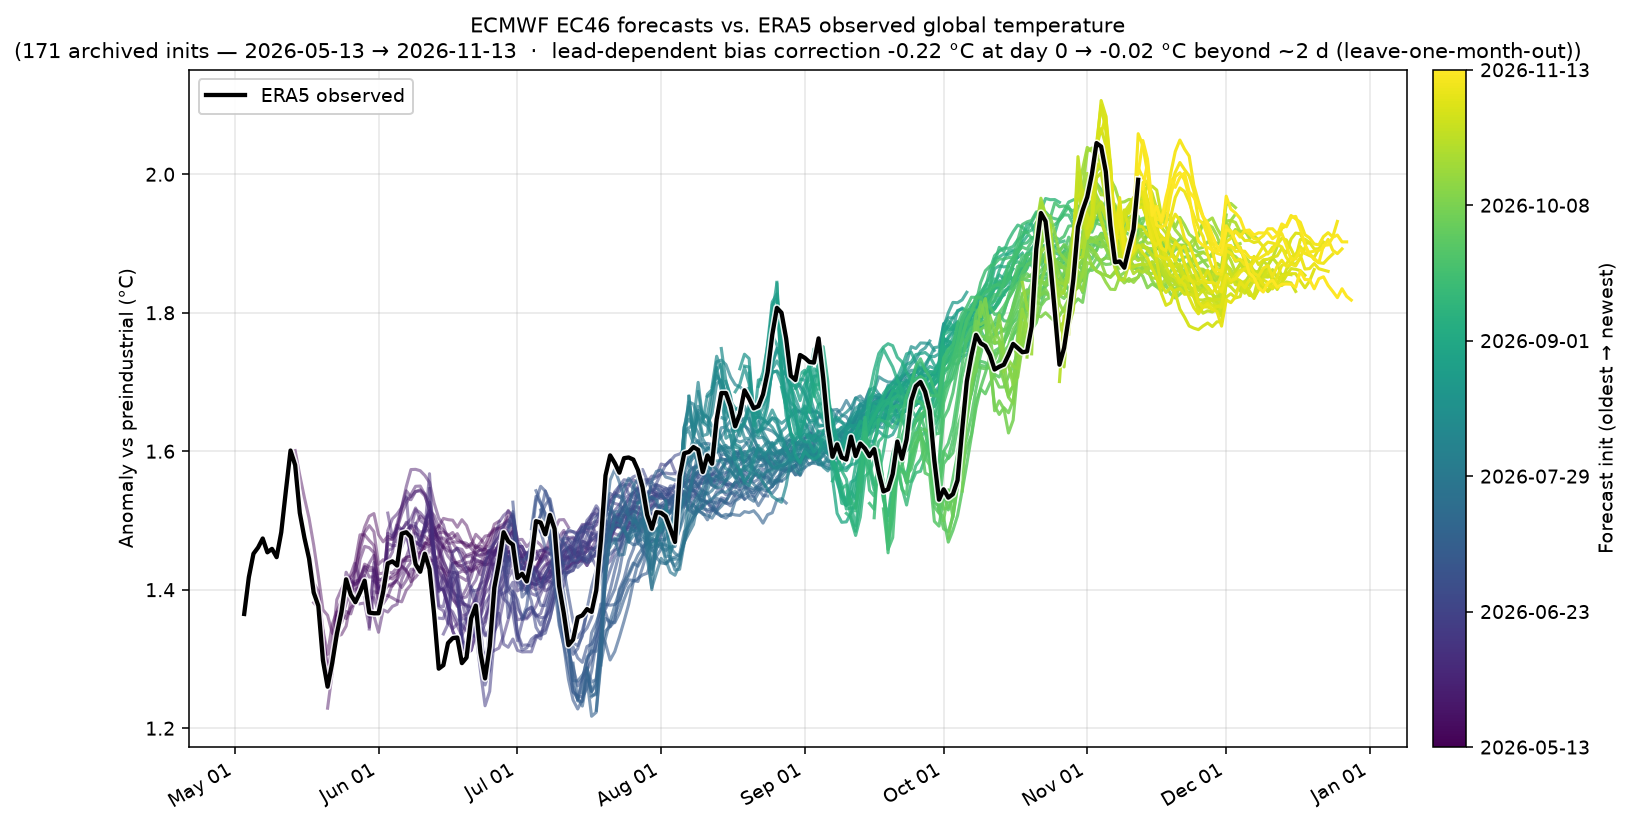 ECMWF EC46 forecasts vs. ERA5 observed global temperature
(171 archived inits — 2026-05-13 → 2026-11-13 · lead-dependent bias correction -0.22 °C at day 0 → -0.02 °C beyond ~2 d (leave-one-month-out))
ERA5 observed
Anomaly vs preindustrial (°C)
2.0
1.8
1.6
1.4
1.2
May 01
Jun 01
Jul 01
Aug 01
Sep 01
Oct 01
Nov 01
Dec 01
Jan 01
2026-11-13
2026-10-08
2026-09-01
2026-07-29
2026-06-23
2026-05-13
Forecast init (oldest → newest)